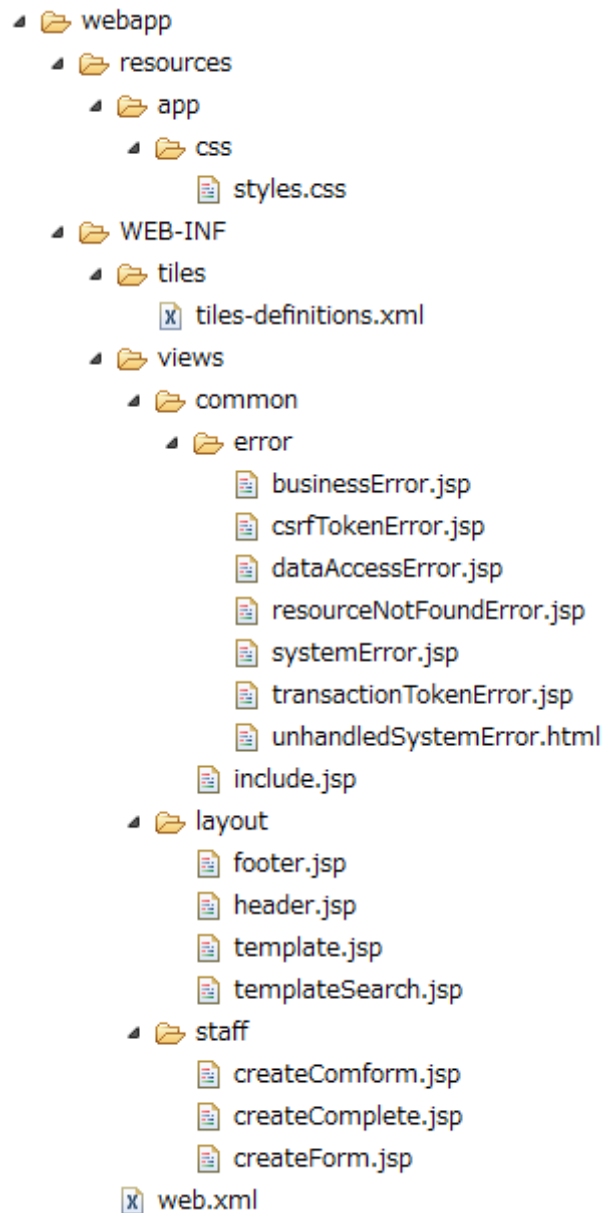 webapp
resources
app
css
styles.css
WEB-INF
tiles
tiles-definitions.xml
views
common
error
businessError.jsp
csrfTokenError.jsp
dataAccessError.jsp
resourceNotFoundError.jsp
systemError.jsp
transactionTokenError.jsp
unhandledSystemError.html
include.jsp
layout
footer.jsp
header.jsp
template.jsp
templateSearch.jsp
staff
createComform.jsp
createComplete.jsp
createForm.jsp
web.xml